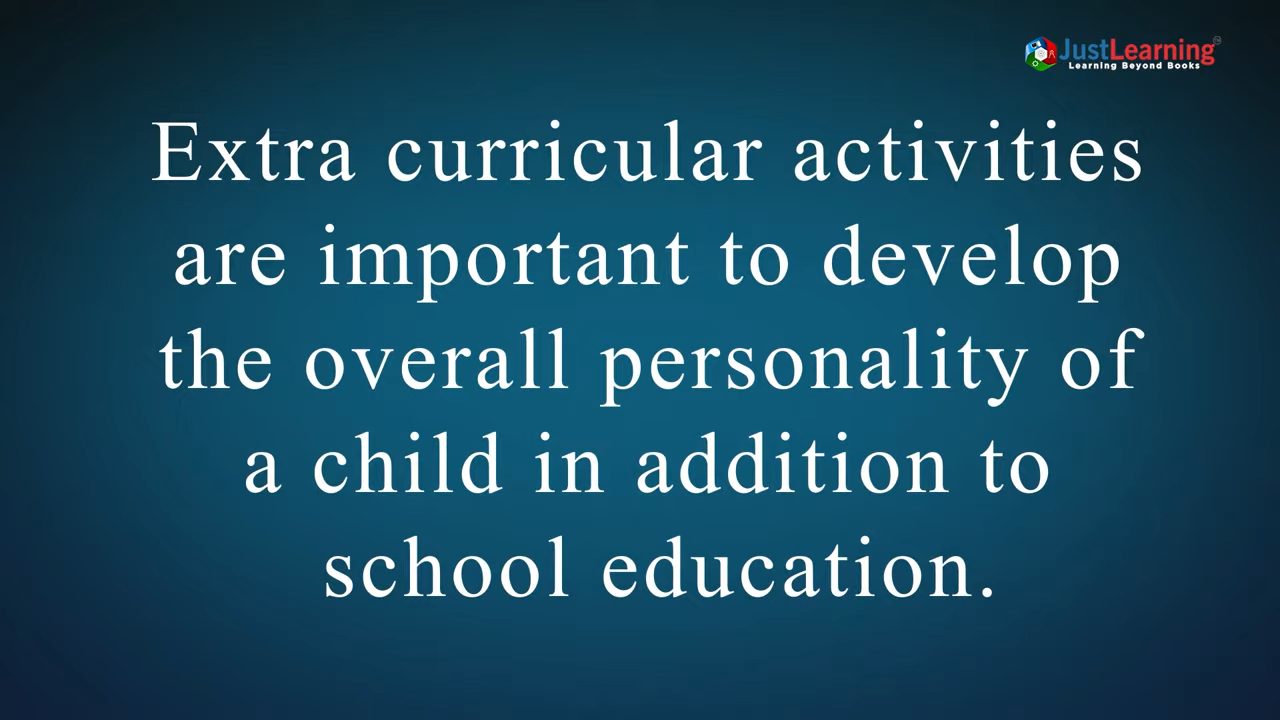 JustLearning
Learning Beyond Books
Extra curricular activities
are important to develop
the overall personality of
a child in addition to
school education.